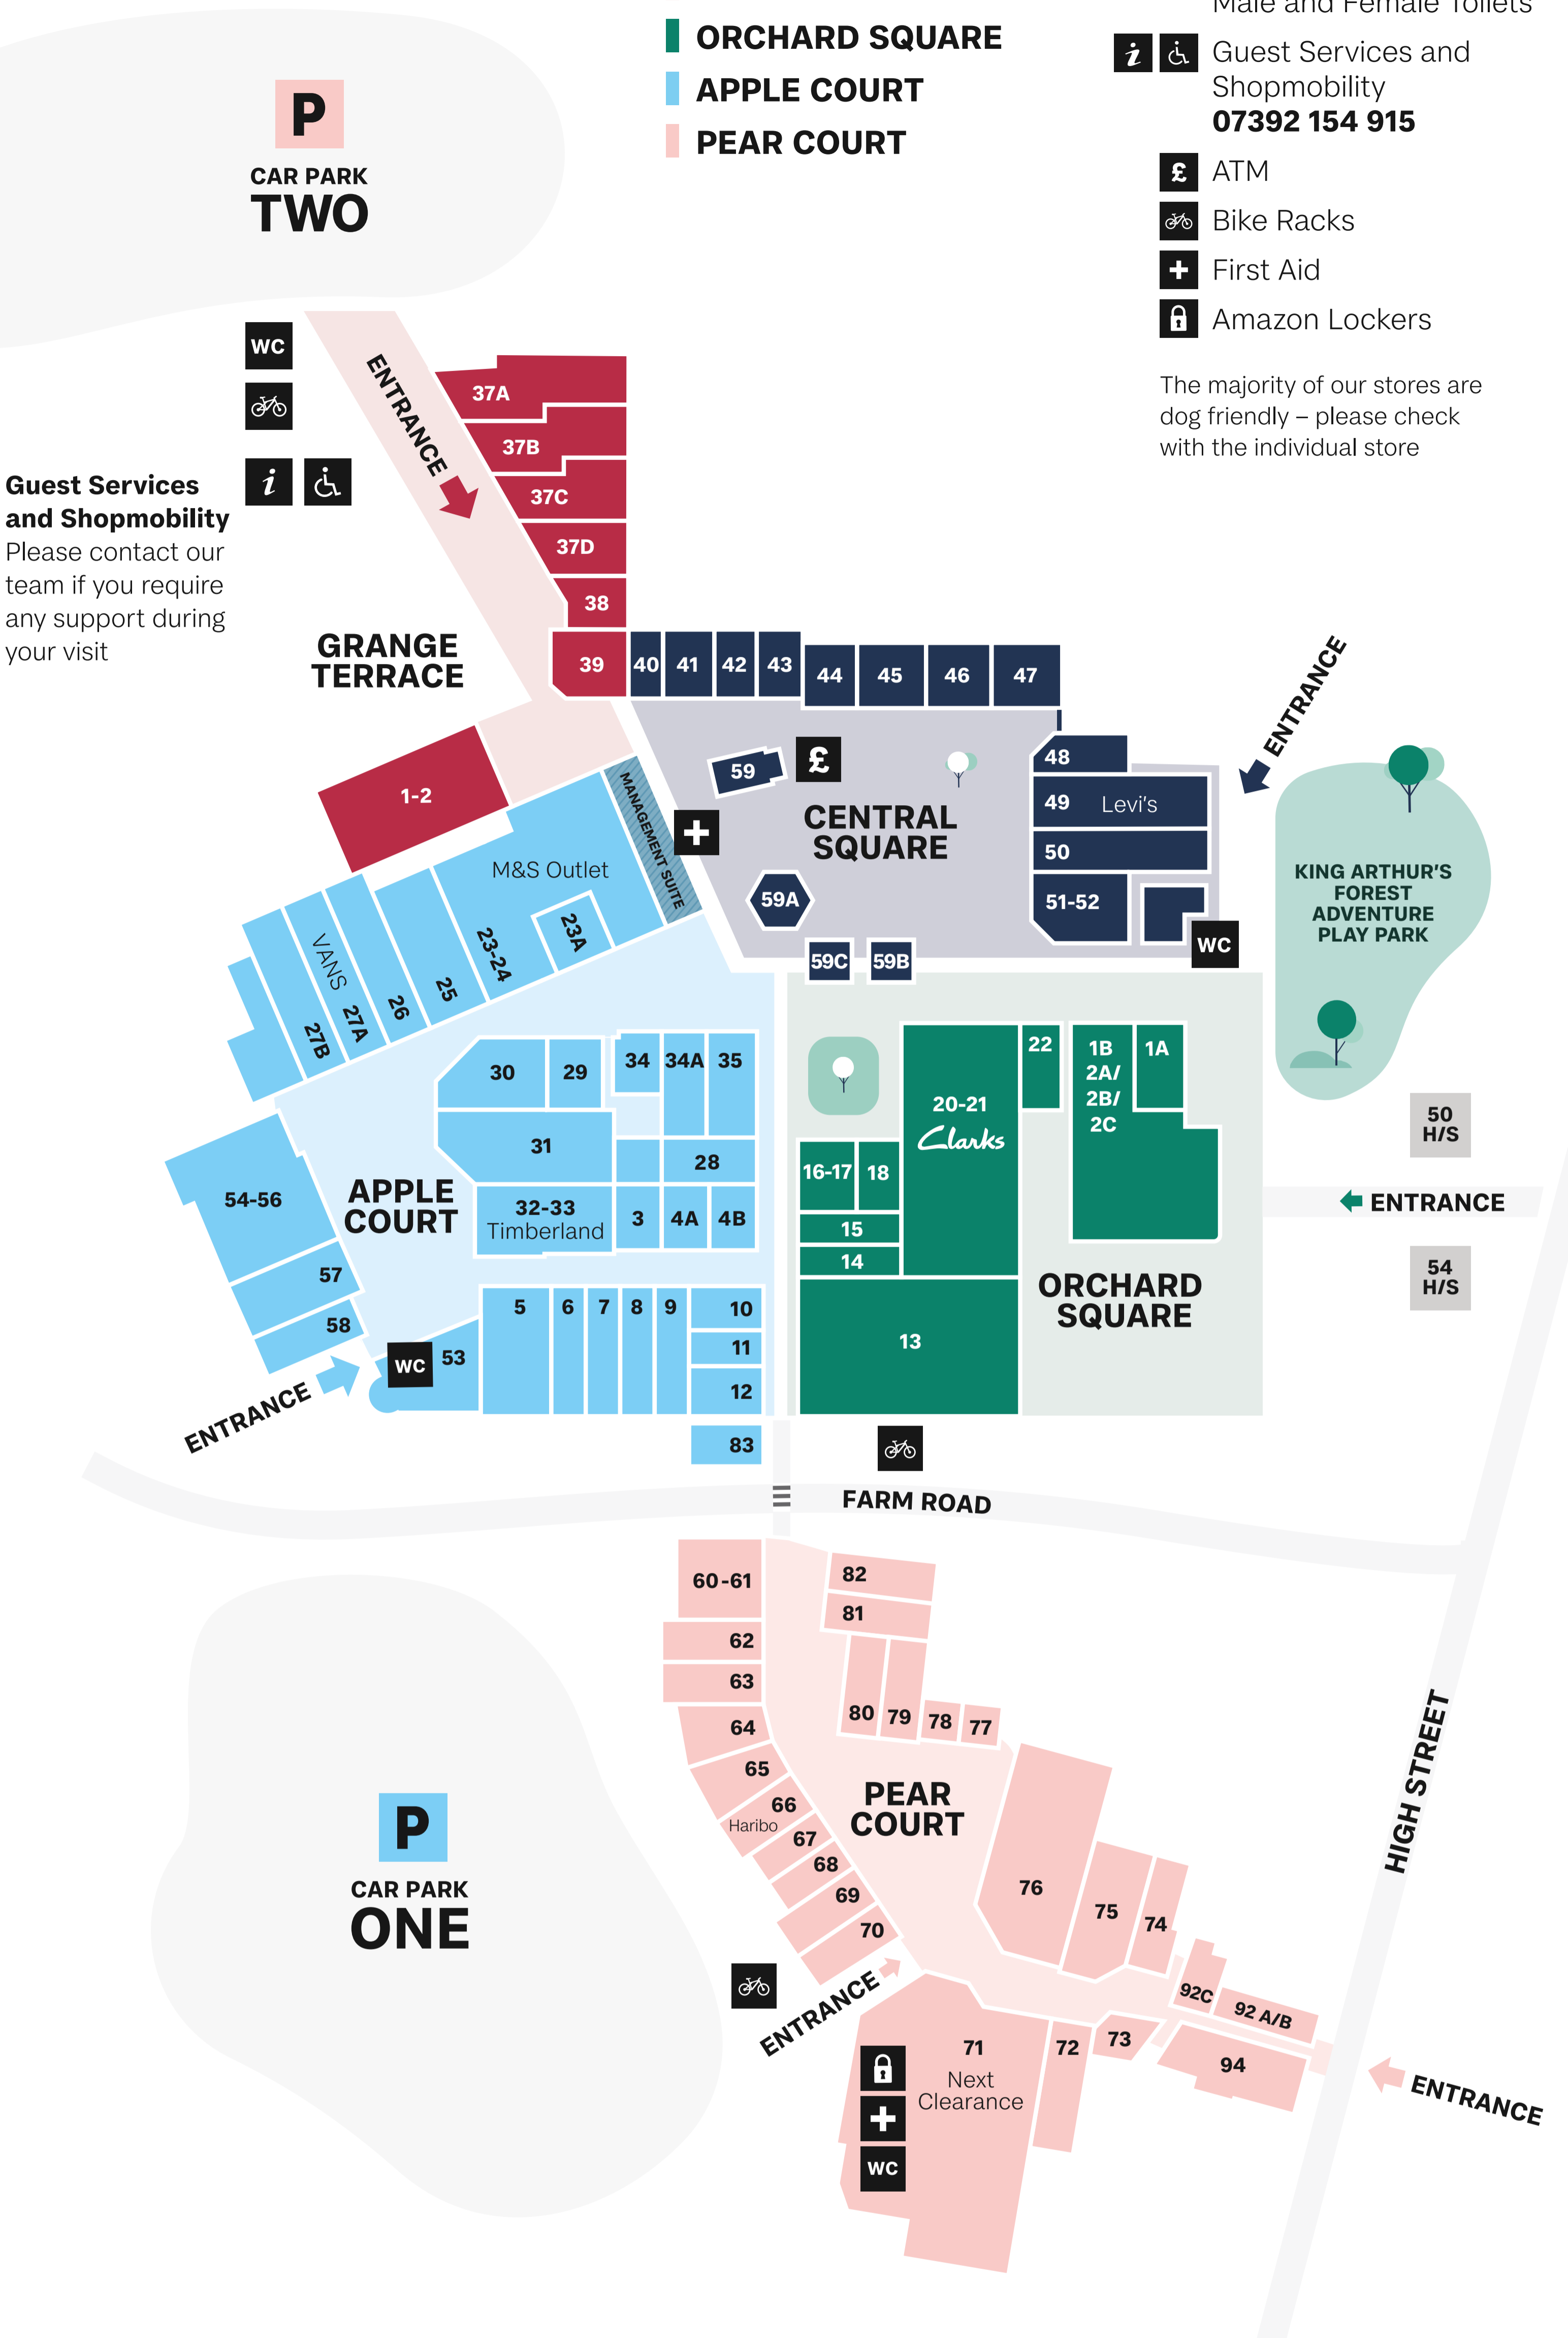 Male and Female Toilets
ORCHARD SQUARE
APPLE COURT
PEAR COURT
i
Guest Services and
Shopmobility
07392 154 915
£
ATM
Bike Racks
First Aid
Amazon Lockers
The majority of our stores are
dog friendly – please check
with the individual store
P
CAR PARK
TWO
WC
i
Guest Services
and Shopmobility
Please contact our
team if you require
any support during
your visit
ENTRANCE
37A
37B
37C
37D
38
39
GRANGE
TERRACE
1-2
40
41
42
43
44
45
46
47
48
49 Levi's
50
51-52
WC
59
£
CENTRAL
SQUARE
59A
59C
59B
ENTRANCE
KING ARTHUR'S
FOREST
ADVENTURE
PLAY PARK
MANAGEMENT SUITE
M&S Outlet
23A
23-24
25
26
VANS
27A
27B
30
29
34
34A
35
31
28
32-33
Timberland
3
4A
4B
APPLE
COURT
54-56
57
58
WC
53
5
6
7
8
9
10
11
12
83
ENTRANCE
20-21
Clarks
22
1B
2A/
2B/
2C
1A
16-17
18
15
14
13
ORCHARD
SQUARE
50
H/S
ENTRANCE
54
H/S
FARM ROAD
60-61
62
63
64
65
66
Haribo
67
68
69
70
82
81
80
79
78
77
PEAR
COURT
76
75
74
92C
92 A/B
73
94
72
71
Next
Clearance
WC
ENTRANCE
ENTRANCE
HIGH STREET
P
CAR PARK
ONE